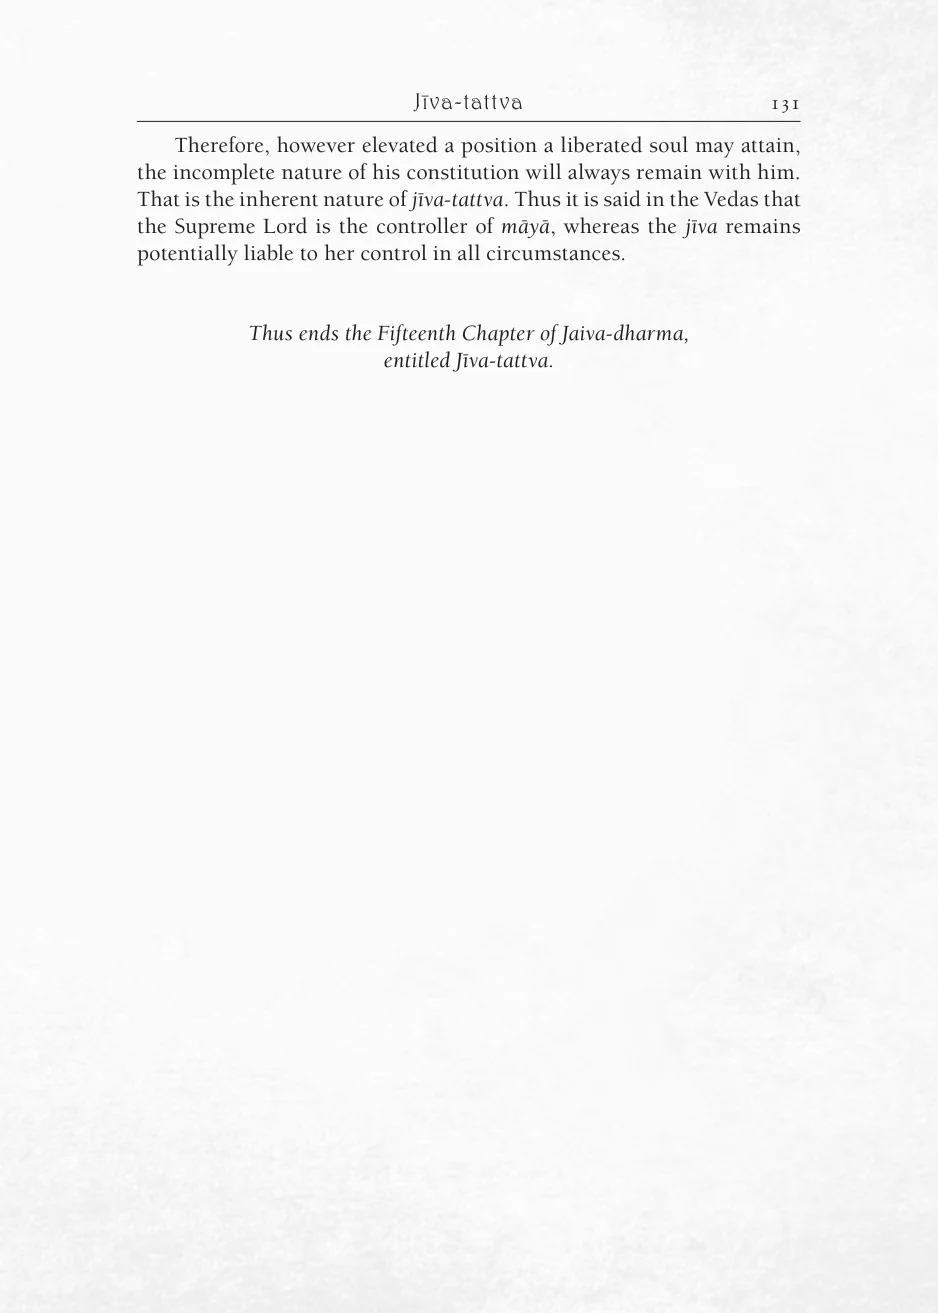 Jīva-tattva 131
Therefore, however elevated a position a liberated soul may attain,
the incomplete nature of his constitution will always remain with him.
That is the inherent nature of jīva-tattva. Thus it is said in the Vedas that
the Supreme Lord is the controller of māyā, whereas the jīva remains
potentially liable to her control in all circumstances.
Thus ends the Fifteenth Chapter of Jaiva-dharma,
entitled Jīva-tattva.